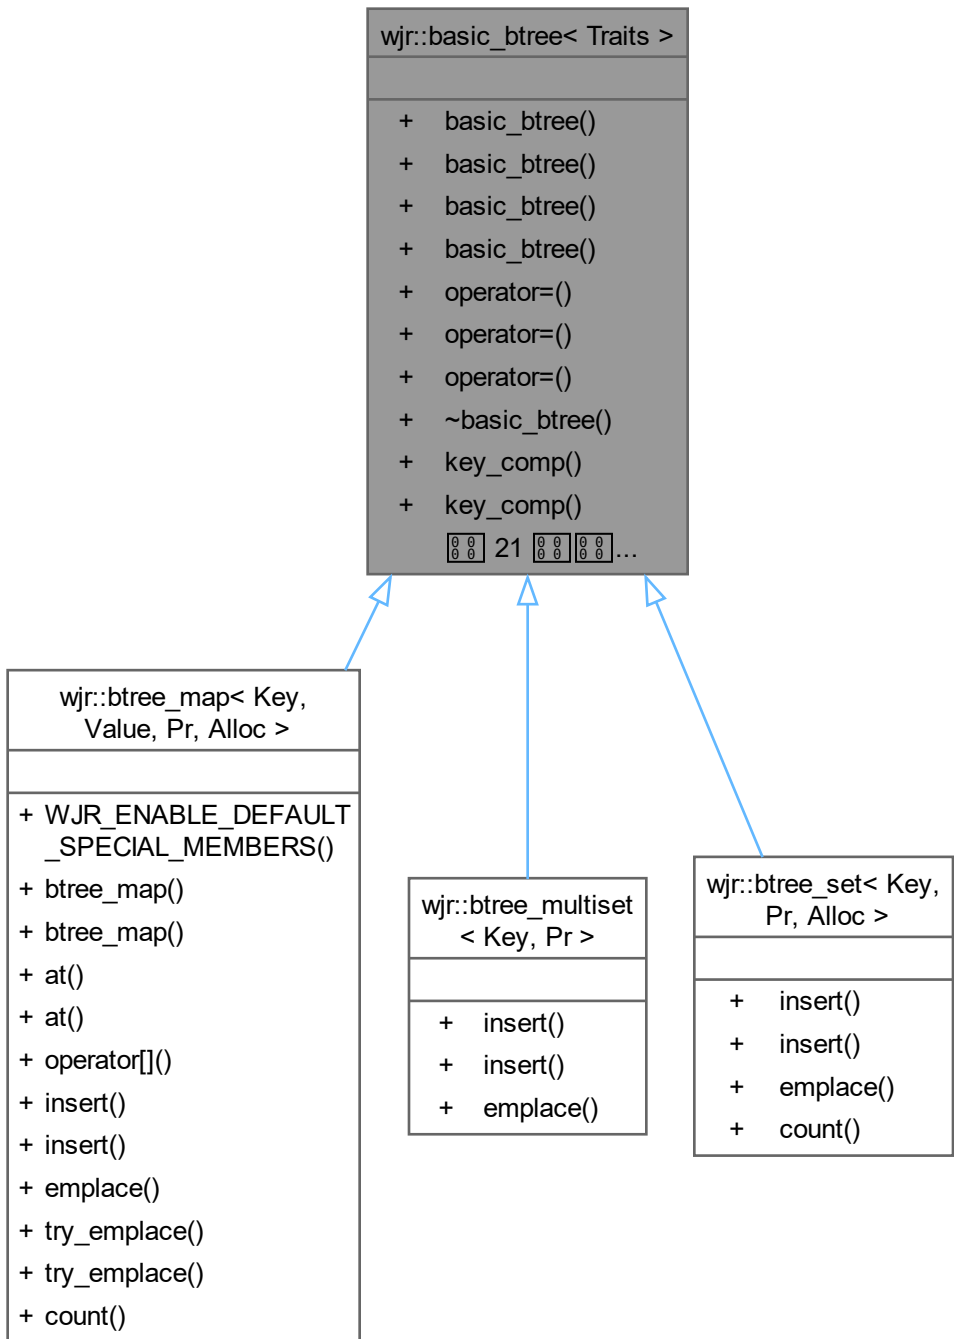 wjr::basic_btree< Traits >
+ basic_btree()
+ basic_btree()
+ basic_btree()
+ basic_btree()
+ operator=()
+ operator=()
+ operator=()
+ ~basic_btree()
+ key_comp()
+ key_comp()
21 ...
wjr::btree_map< Key,
Value, Pr, Alloc >
+ WJR_ENABLE_DEFAULT
_SPECIAL_MEMBERS()
+ btree_map()
+ btree_map()
+ at()
+ at()
+ operator[]()
+ insert()
+ insert()
+ emplace()
+ try_emplace()
+ try_emplace()
+ count()
wjr::btree_multiset
< Key, Pr >
+ insert()
+ insert()
+ emplace()
wjr::btree_set< Key,
Pr, Alloc >
+ insert()
+ insert()
+ emplace()
+ count()